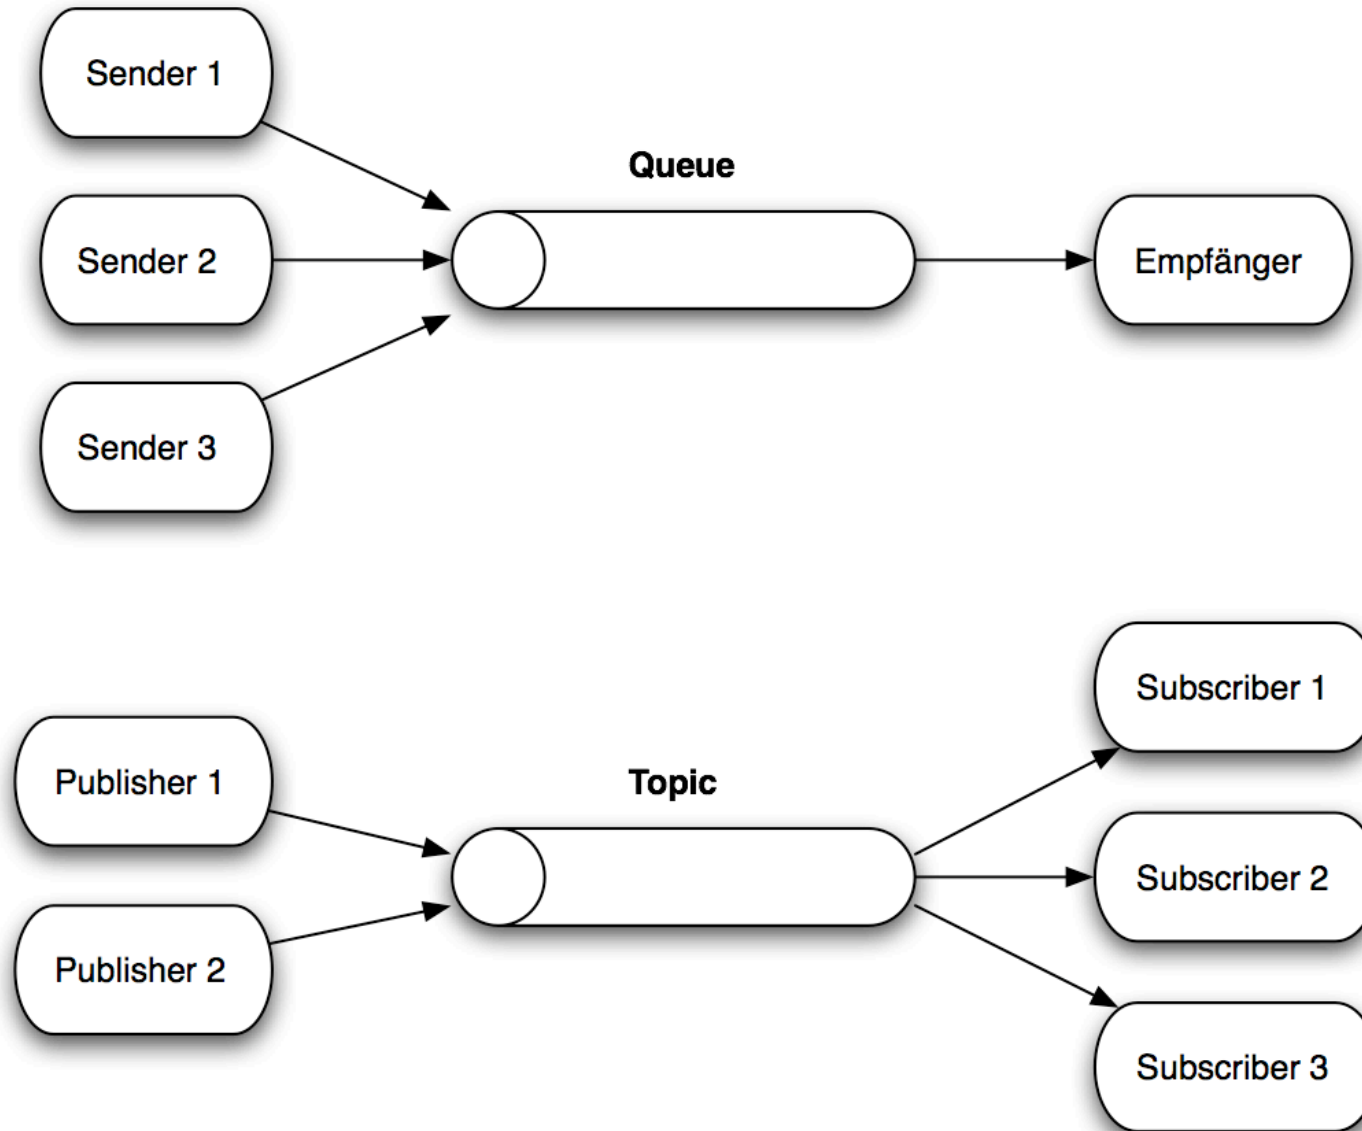 Sender 1
Queue
Sender 2
Empfänger
Sender 3
Subscriber 1
Publisher 1
Topic
Subscriber 2
Publisher 2
Subscriber 3